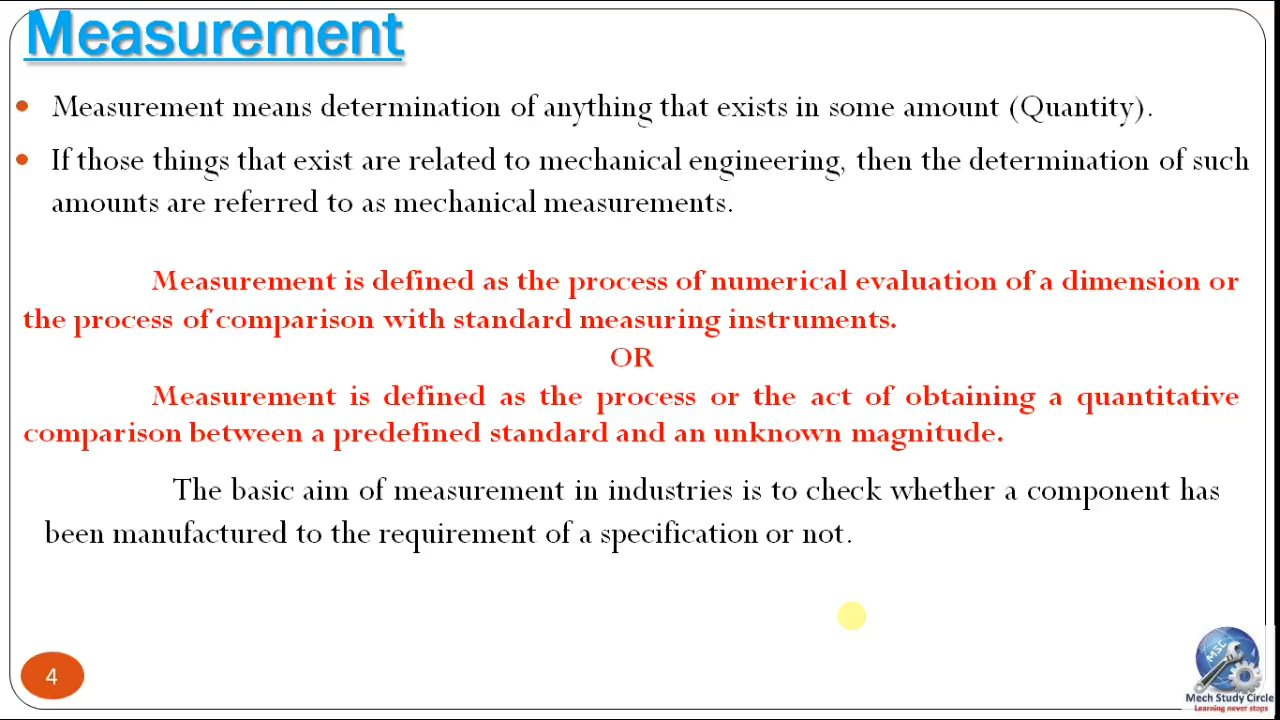 Measurement
Measurement means determination of anything that exists in some amount (Quantity).
If those things that exist are related to mechanical engineering, then the determination of such
amounts are referred to as mechanical measurements.
Measurement is defined as the process of numerical evaluation of a dimension or
the process of comparison with standard measuring instruments.
OR
Measurement is defined as the process or the act of obtaining a quantitative
comparison between a predefined standard and an unknown magnitude.
The basic aim of measurement in industries is to check whether a component has
been manufactured to the requirement of a specification or not.
4
MSC
Mech Study Circle
Learning never stops